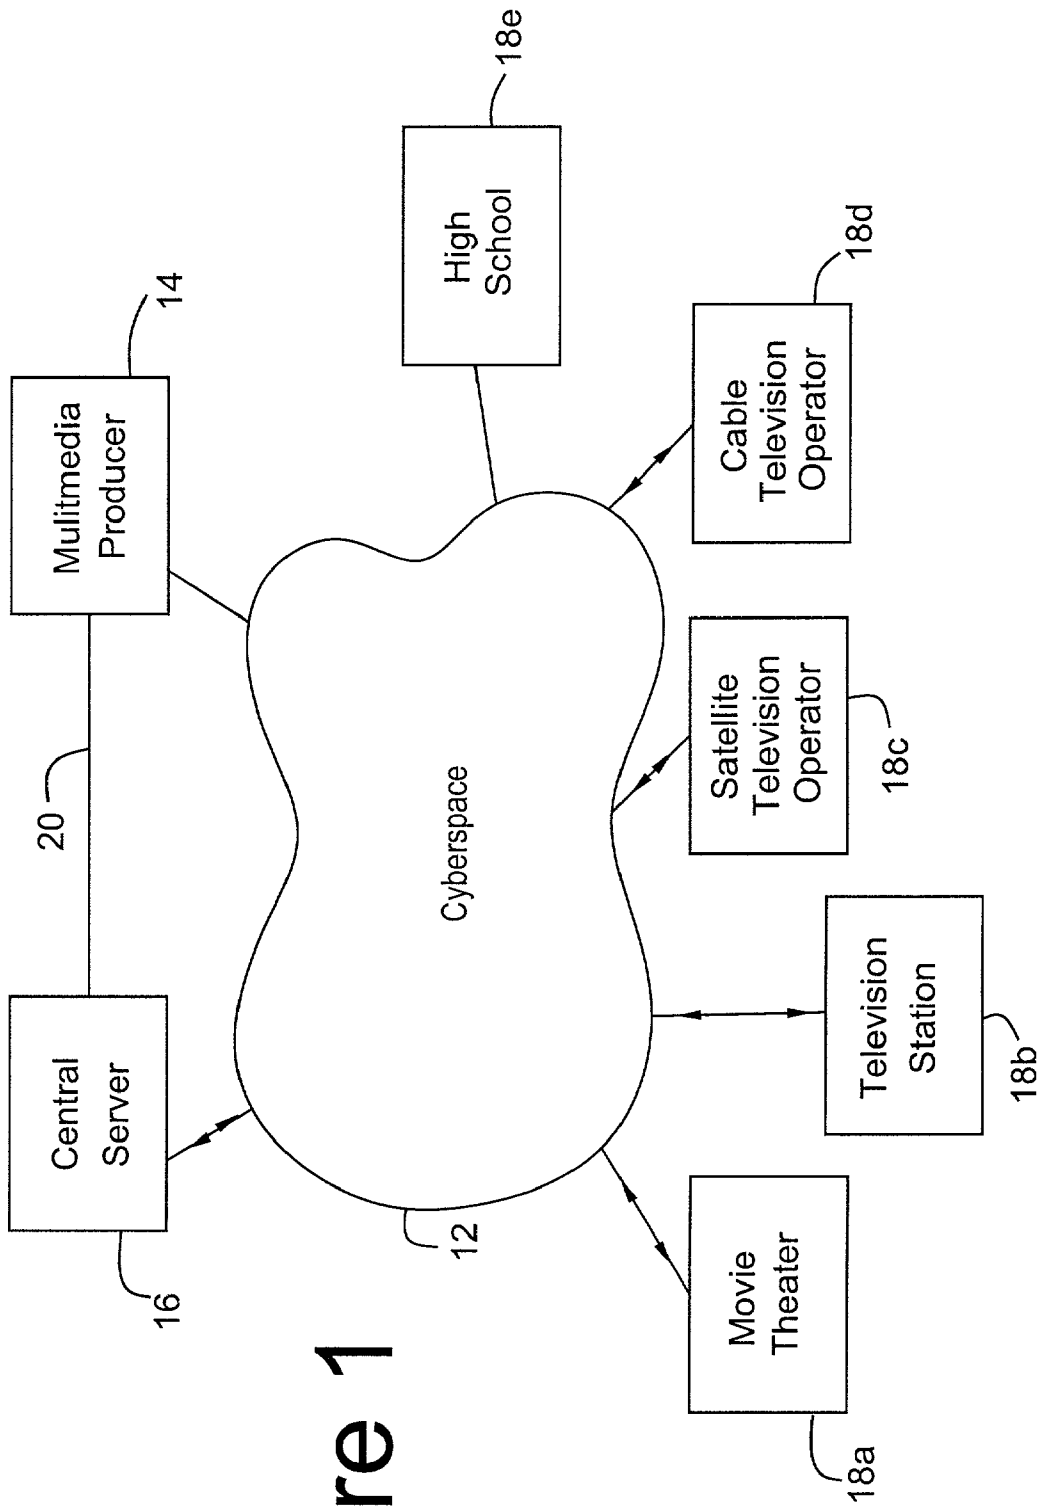 20
Central
Server
Mulitmedia
Producer
16
14
re 1
12
Cyberspace
High
School
18e
Movie
Theater
Satellite
Television
Operator
Cable
Television
Operator
18a
Television
Station
18c
18d
18b